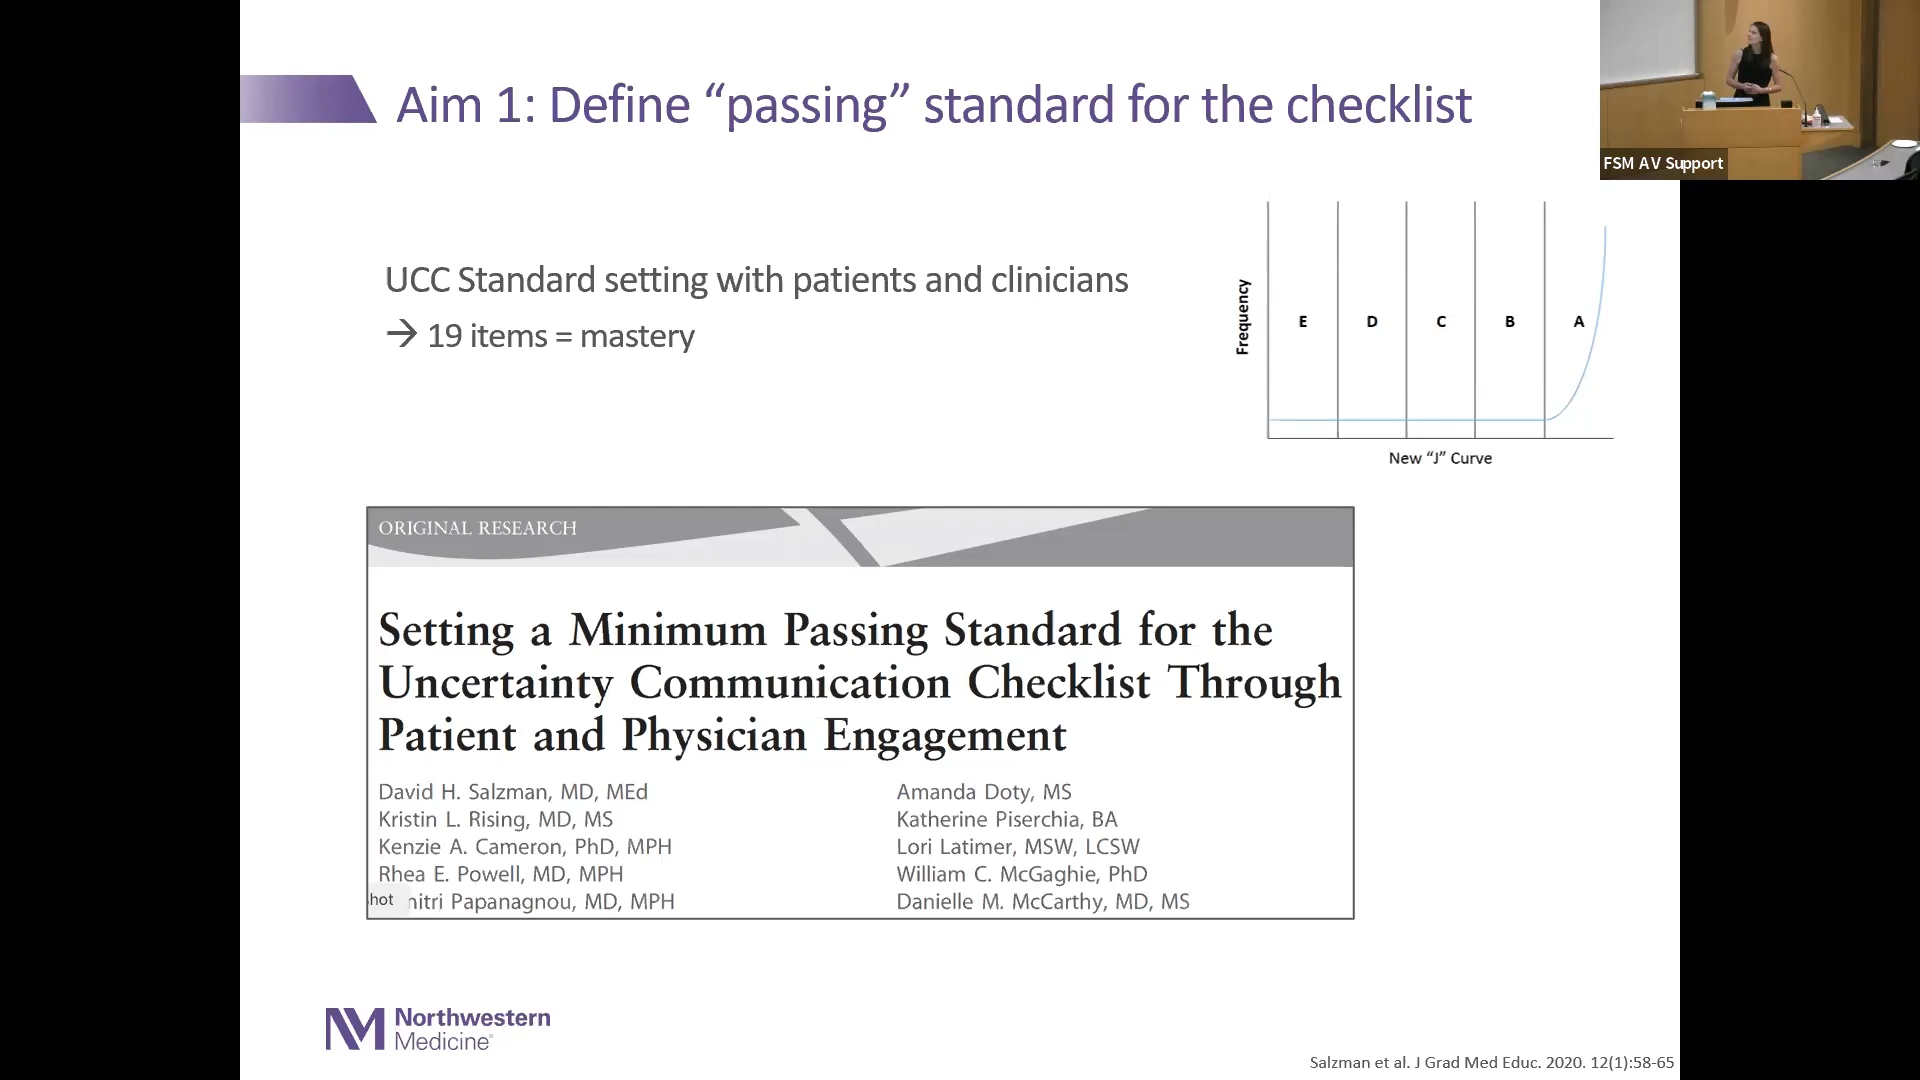 Aim 1: Define “passing” standard for the checklist
FSM AV Support
UCC Standard setting with patients and clinicians
→ 19 items = mastery
Frequency
E D C B A
New “J” Curve
ORIGINAL RESEARCH
Setting a Minimum Passing Standard for the
Uncertainty Communication Checklist Through
Patient and Physician Engagement
David H. Salzman, MD, MEd
Kristin L. Rising, MD, MS
Kenzie A. Cameron, PhD, MPH
Rhea E. Powell, MD, MPH
hot nitri Papanagnou, MD, MPH
Amanda Doty, MS
Katherine Piserchia, BA
Lori Latimer, MSW, LCSW
William C. McGaghie, PhD
Danielle M. McCarthy, MD, MS
NM Northwestern
Medicine®
Salzman et al. J Grad Med Educ. 2020. 12(1):58-65